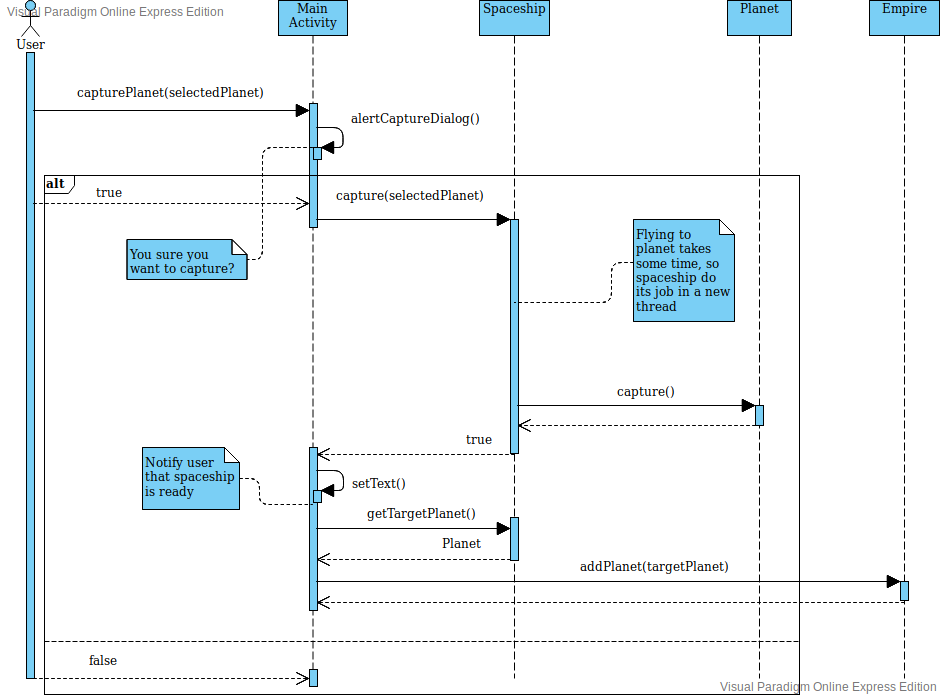 Visual Paradigm Online Express Edition
User
Main
Activity
Spaceship
Planet
Empire
capturePlanet(selectedPlanet)
alertCaptureDialog()
alt
true
capture(selectedPlanet)
You sure you
want to capture?
Flying to
planet takes
some time, so
spaceship do
its job in a new
thread
capture()
true
Notify user
that spaceship
is ready
setText()
getTargetPlanet()
Planet
addPlanet(targetPlanet)
false
Visual Paradigm Online Express Edition